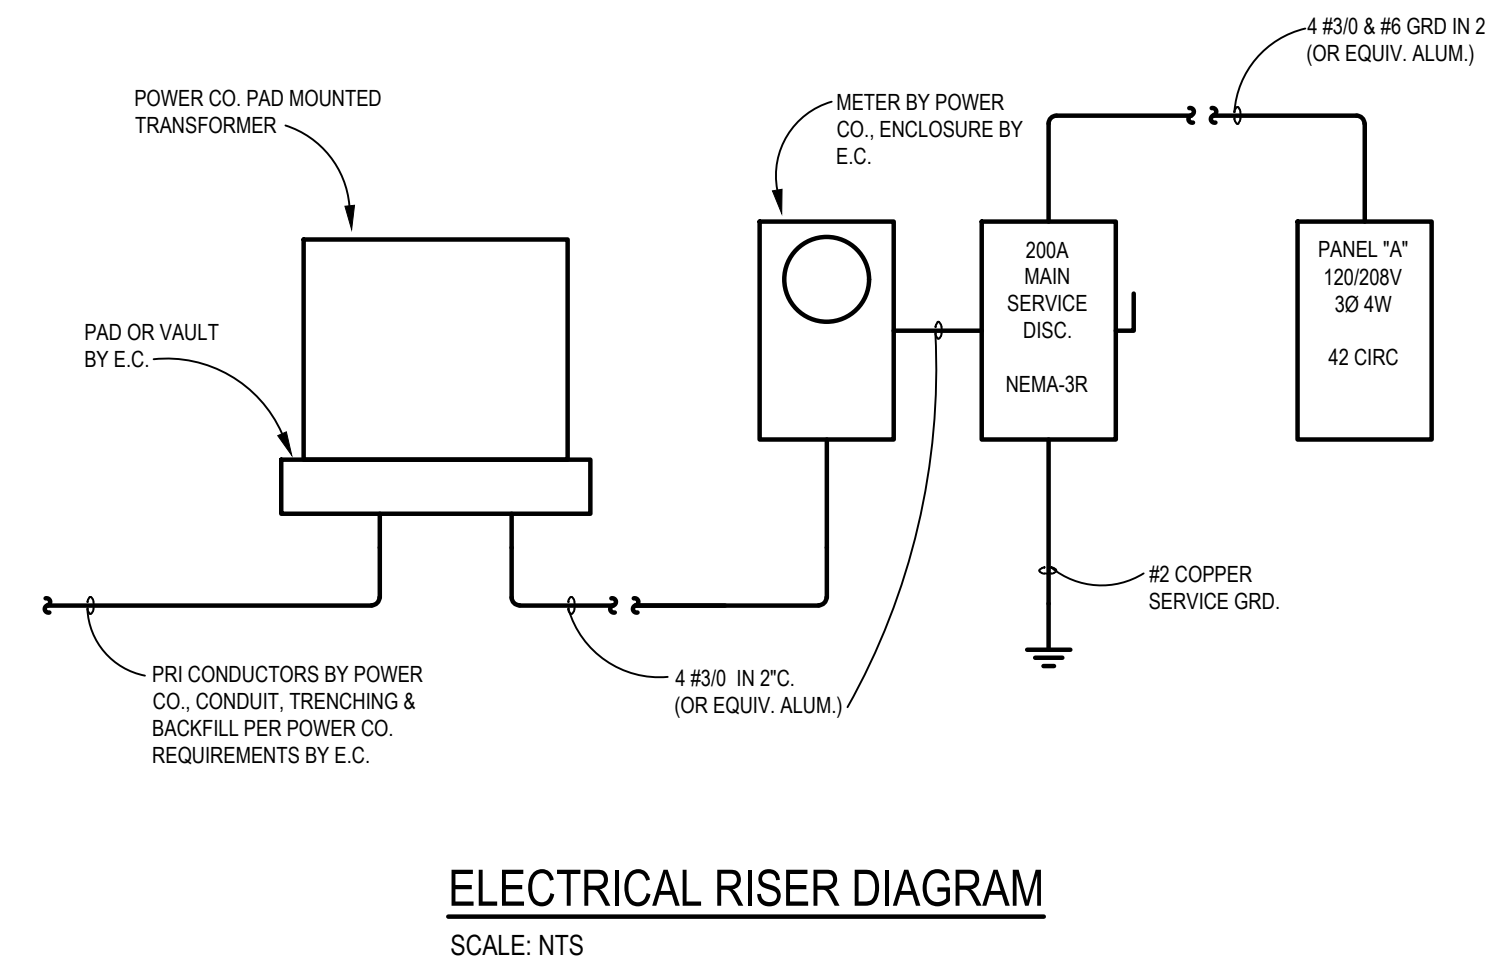 4 #3/0 & #6 GRD IN 2
(OR EQUIV. ALUM.)
POWER CO. PAD MOUNTED
TRANSFORMER
METER BY POWER
CO., ENCLOSURE BY
E.C.
200A
MAIN
SERVICE
DISC.
NEMA-3R
PANEL "A"
120/208V
3Ø 4W
42 CIRC
PAD OR VAULT
BY E.C.
#2 COPPER
SERVICE GRD.
PRI CONDUCTORS BY POWER
CO., CONDUIT, TRENCHING &
BACKFILL PER POWER CO.
REQUIREMENTS BY E.C.
4 #3/0 IN 2"C.
(OR EQUIV. ALUM.)
ELECTRICAL RISER DIAGRAM
SCALE: NTS